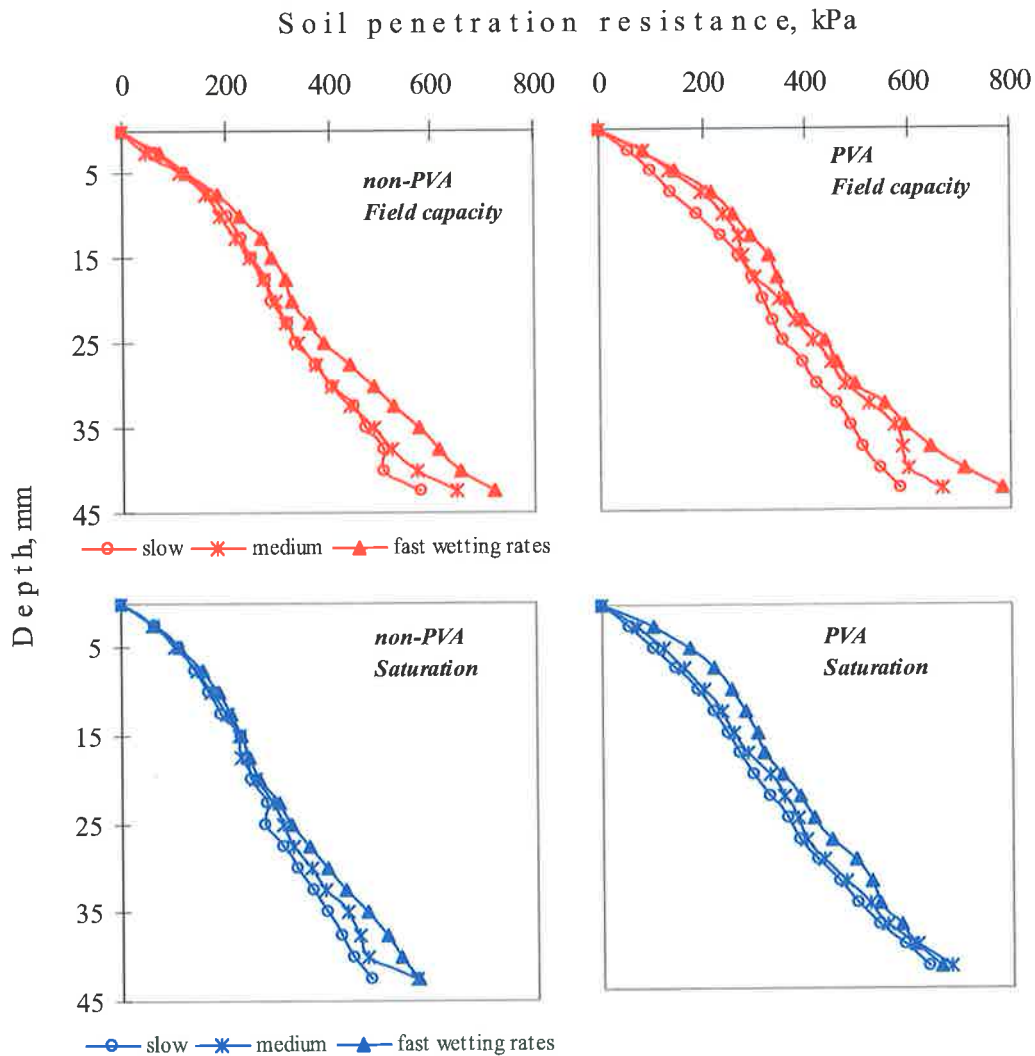 Soil penetration resistance, kPa
0 200 400 600 800
0 200 400 600 800
non-PVA
Field capacity
PVA
Field capacity
5
15
25
35
45
slow medium fast wetting rates
Depth, mm
non-PVA
Saturation
PVA
Saturation
5
15
25
35
45
slow medium fast wetting rates